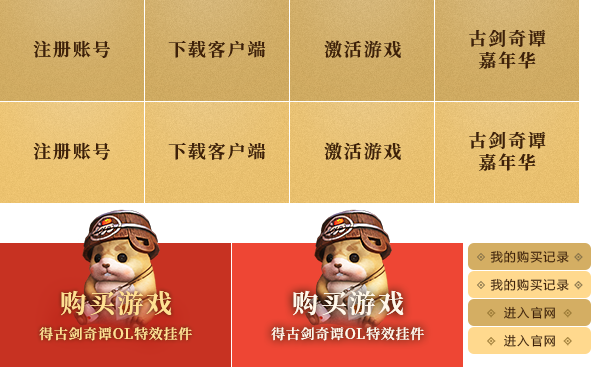 注册账号
下载客户端
激活游戏
古剑奇谭
嘉年华
注册账号
下载客户端
激活游戏
古剑奇谭
嘉年华
购买游戏
得古剑奇谭OL特效挂件
购买游戏
得古剑奇谭OL特效挂件
我的购买记录
我的购买记录
进入官网
进入官网